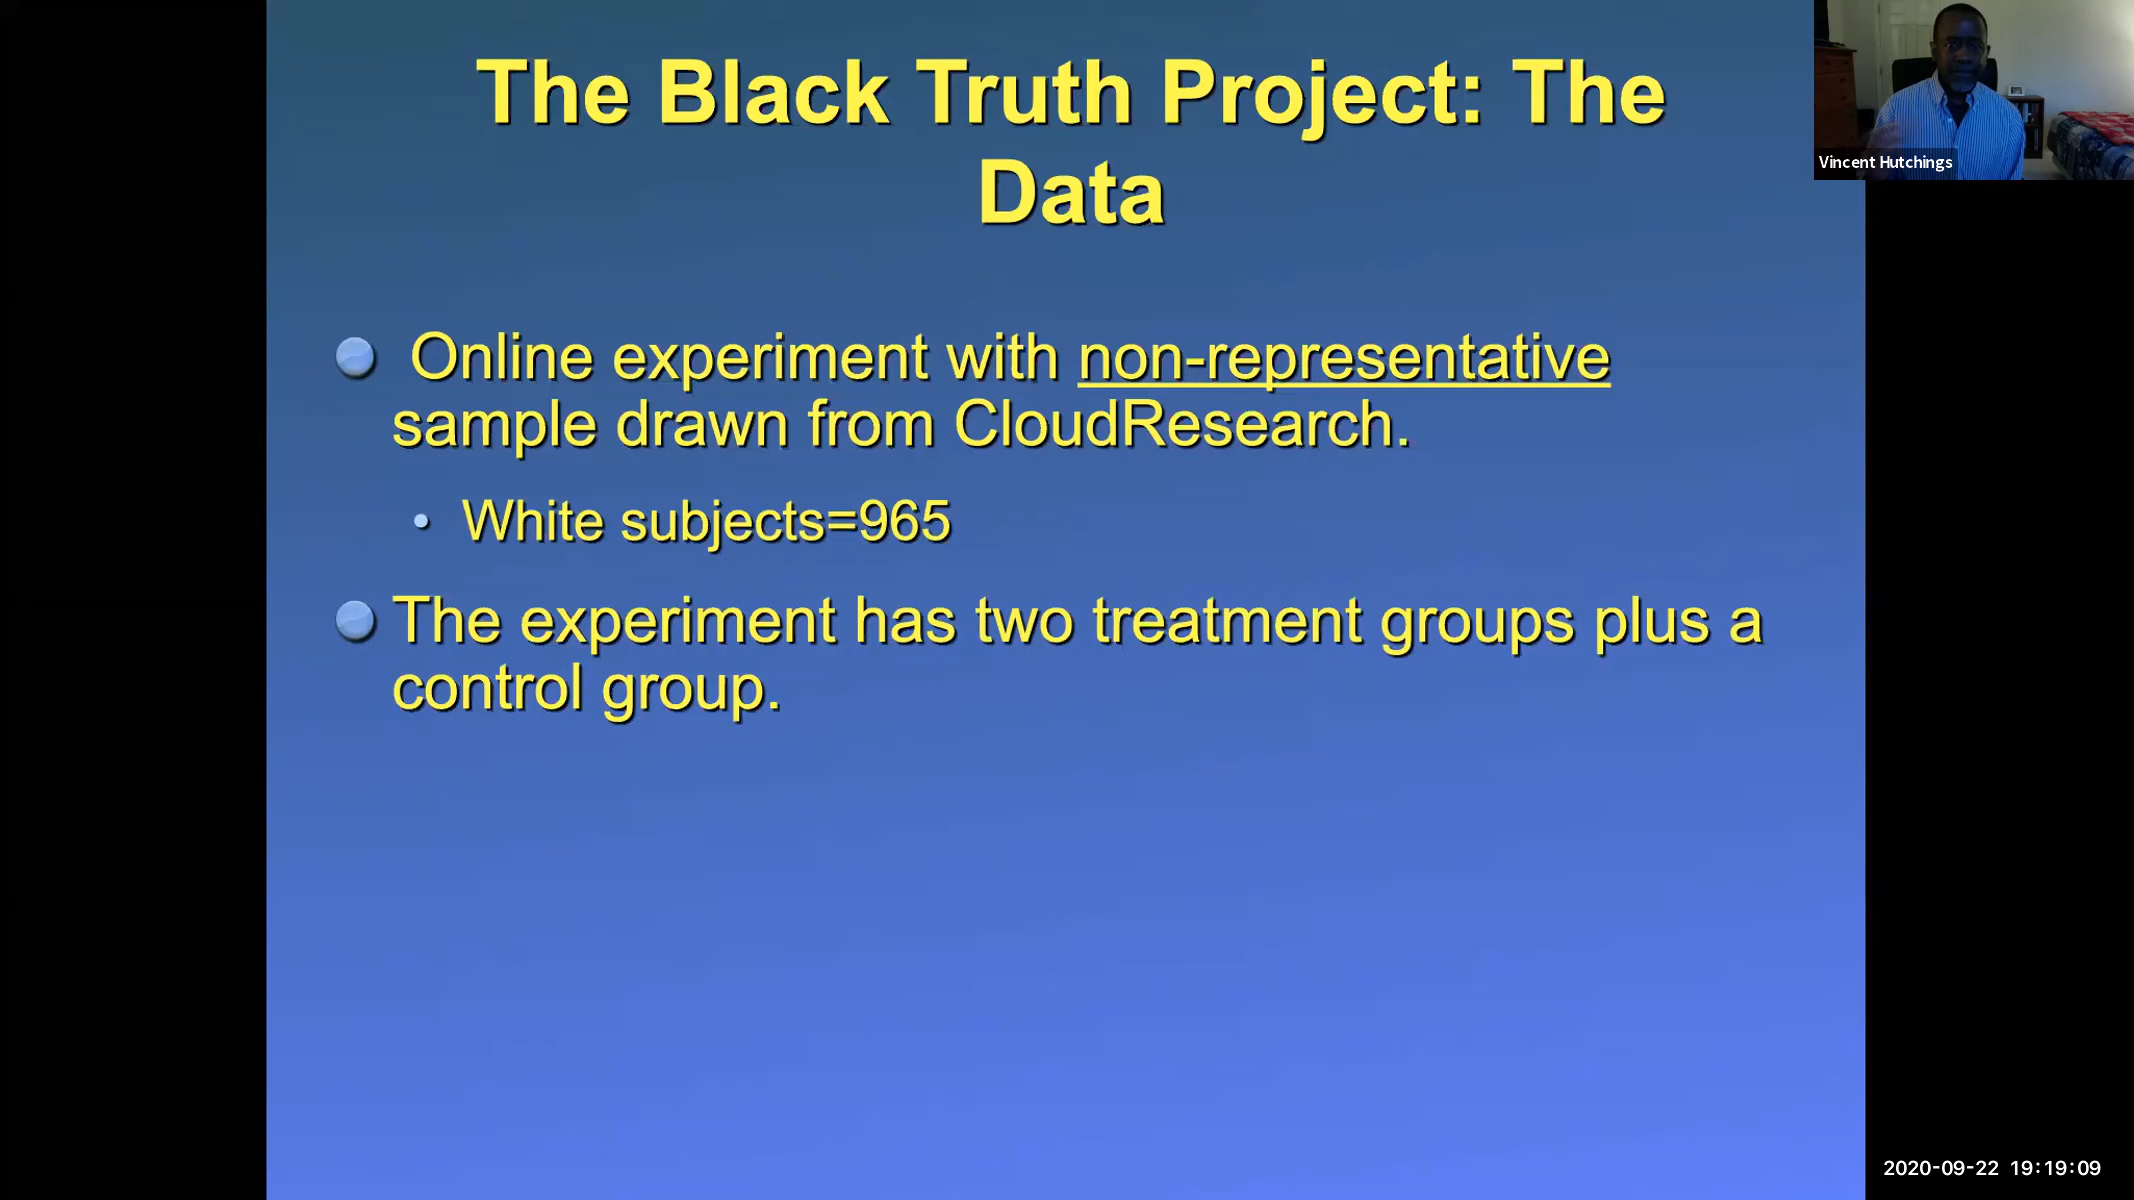 The Black Truth Project: The
Data
Online experiment with non-representative
sample drawn from CloudResearch.
White subjects=965
The experiment has two treatment groups plus a
control group.
Vincent Hutchings
2020-09-22 19:19:09